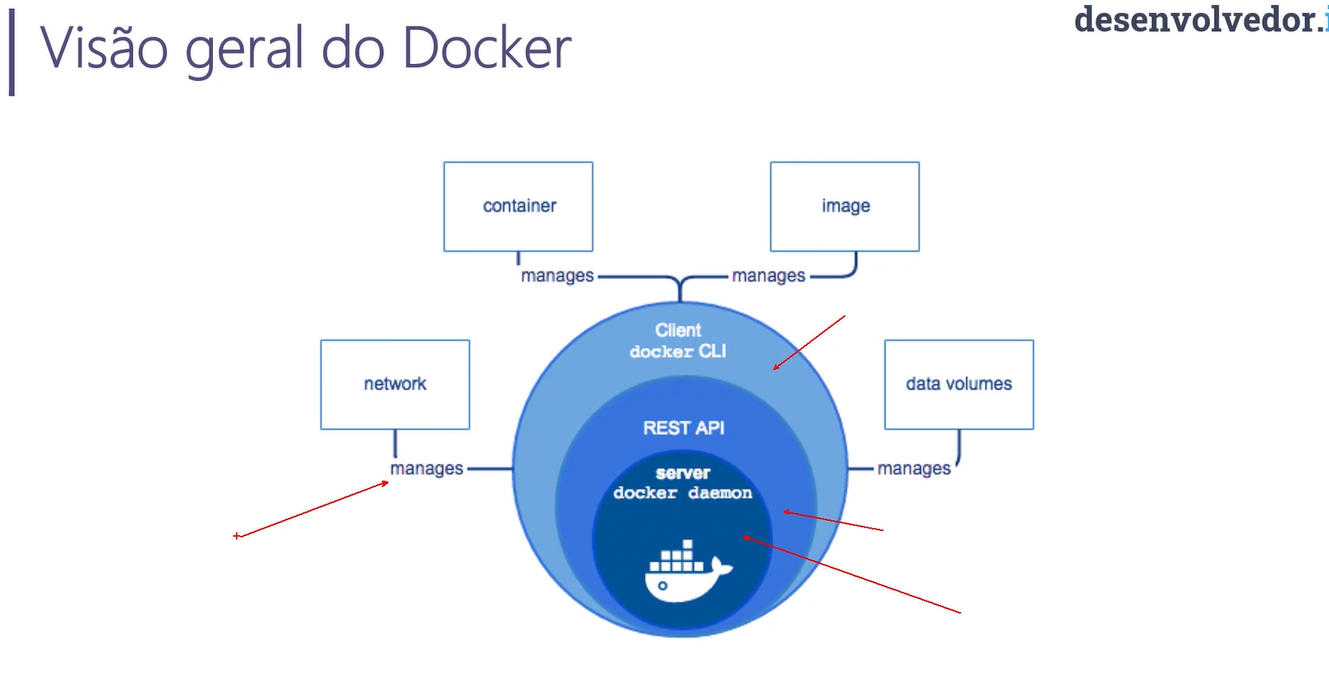 Visão geral do Docker
desenvolvedor.i
container
image
manages
manages
Client
docker CLI
network
data volumes
REST API
manages
server
docker daemon
manages